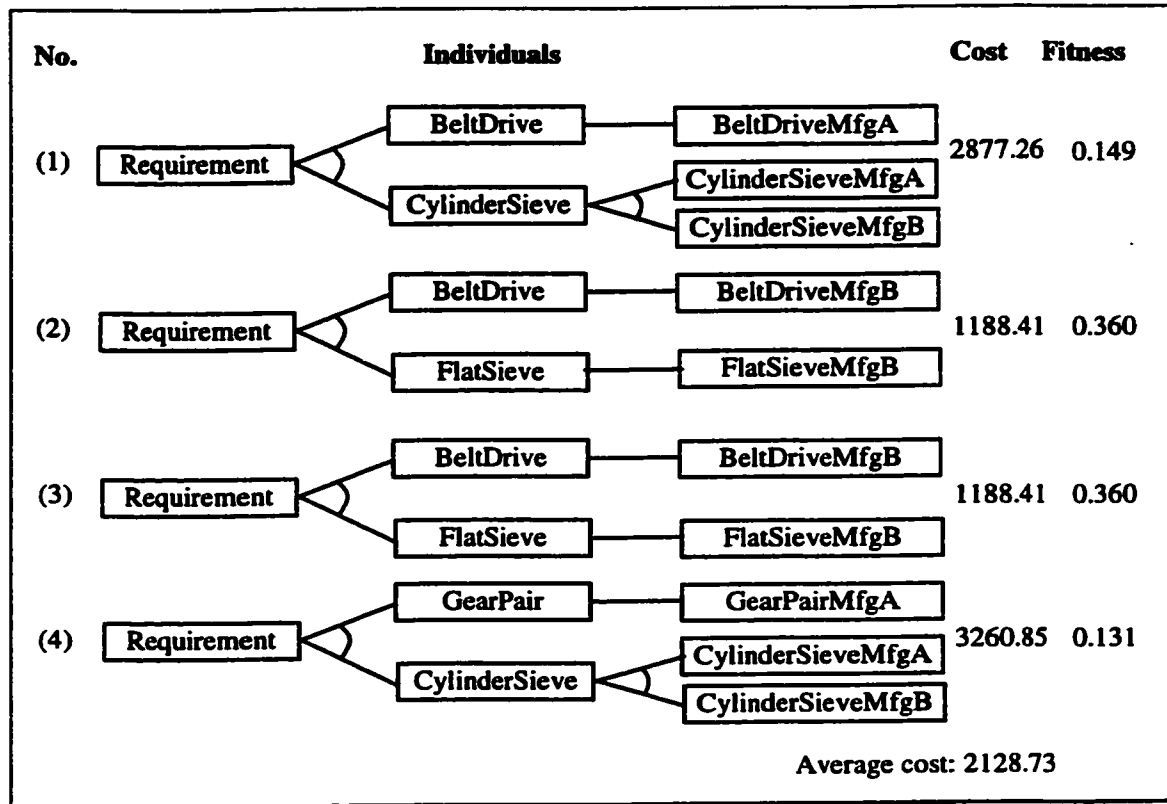 No. Individuals Cost Fitness
BeltDrive BeltDriveMfgA
(1) Requirement 2877.26 0.149
CylinderSieveMfgA
CylinderSieve
CylinderSieveMfgB
BeltDrive BeltDriveMfgB
(2) Requirement 1188.41 0.360
FlatSieve FlatSieveMfgB
BeltDrive BeltDriveMfgB
(3) Requirement 1188.41 0.360
FlatSieve FlatSieveMfgB
GearPair GearPairMfgA
(4) Requirement 3260.85 0.131
CylinderSieveMfgA
CylinderSieve
CylinderSieveMfgB
Average cost: 2128.73